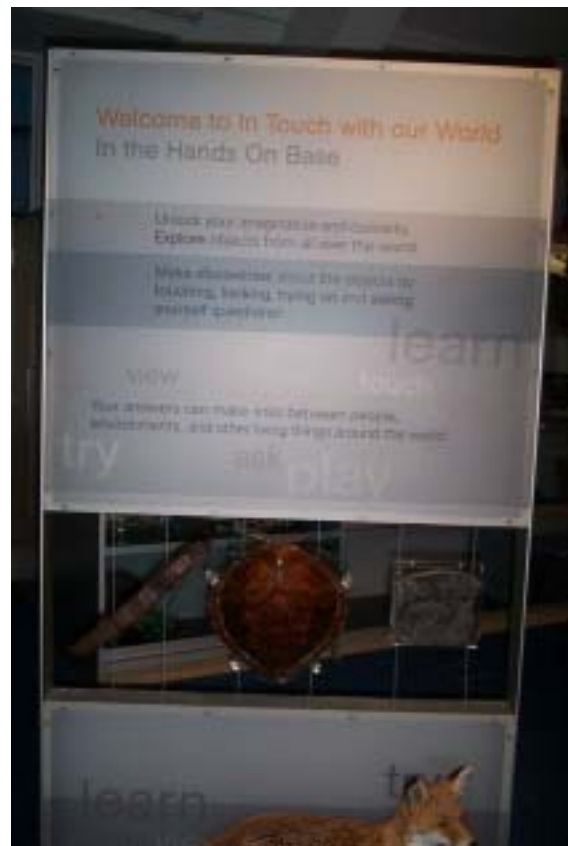 Welcome to In Touch with our World
In the Hands On Base
Unlock your imagination and curiosity.
Explore objects from all over the world.
Make discoveries about the objects by
touching, looking, trying on and asking
yourself questions!
learn
view
touch
Your answers can make links between people,
environments, and other living things around the world.
try
ask
play
learn
try